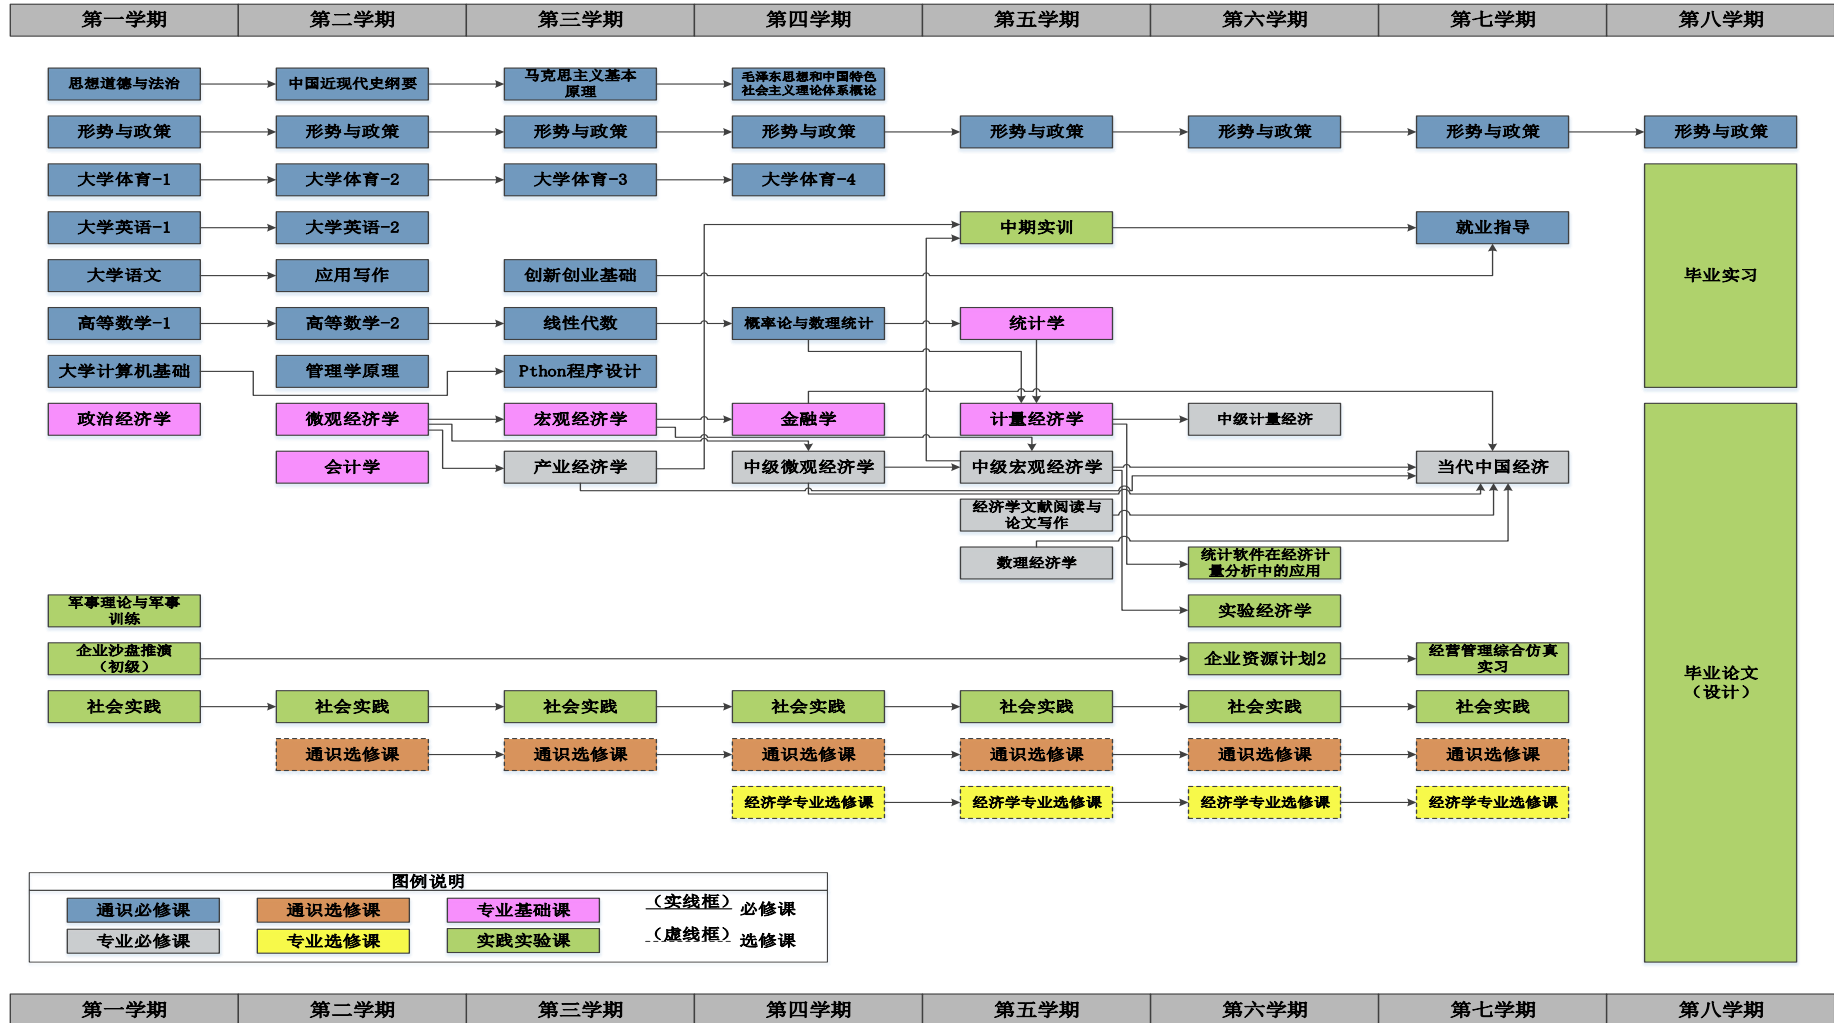 第一学期 第二学期 第三学期 第四学期 第五学期 第六学期 第七学期 第八学期
思想道德与法治 中国近现代史纲要 马克思主义基本 毛泽东思想和中国特色
原理 社会主义理论体系概论
形势与政策 形势与政策 形势与政策 形势与政策 形势与政策 形势与政策 形势与政策 形势与政策
大学体育-1 大学体育-2 大学体育-3 大学体育-4
大学英语-1 大学英语-2 中期实训 就业指导
大学语文 应用写作 创新创业基础 毕业实习
高等数学-1 高等数学-2 线性代数 概率论与数理统计 统计学
大学计算机基础 管理学原理 Pthon程序设计
政治经济学 微观经济学 宏观经济学 金融学 计量经济学 中级计量经济
会计学 产业经济学 中级微观经济学 中级宏观经济学 当代中国经济
经济学文献阅读与
论文写作
数理经济学 统计软件在经济计
量分析中的应用
军事理论与军事
训练
实验经济学
企业沙盘推演
（初级）
企业资源计划2 经营管理综合仿真
实习
毕业论文
（设计）
社会实践 社会实践 社会实践 社会实践 社会实践 社会实践 社会实践
通识选修课 通识选修课 通识选修课 通识选修课 通识选修课 通识选修课
经济学专业选修课 经济学专业选修课 经济学专业选修课 经济学专业选修课
图例说明
通识必修课 通识选修课 专业基础课 （实线框） 必修课
专业必修课 专业选修课 实践实验课 （虚线框） 选修课
第一学期 第二学期 第三学期 第四学期 第五学期 第六学期 第七学期 第八学期